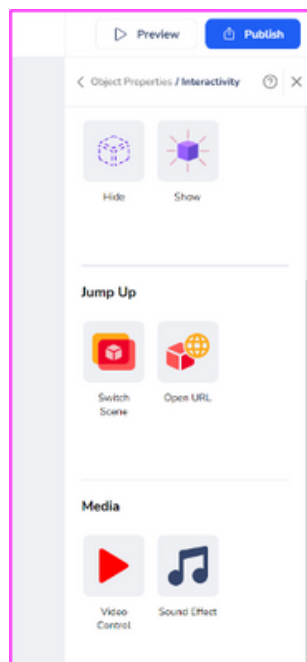 Preview Publish
Object Properties / Interactivity
Hide Show
Jump Up
Switch Scene Open URL
Media
Video Control Sound Effect